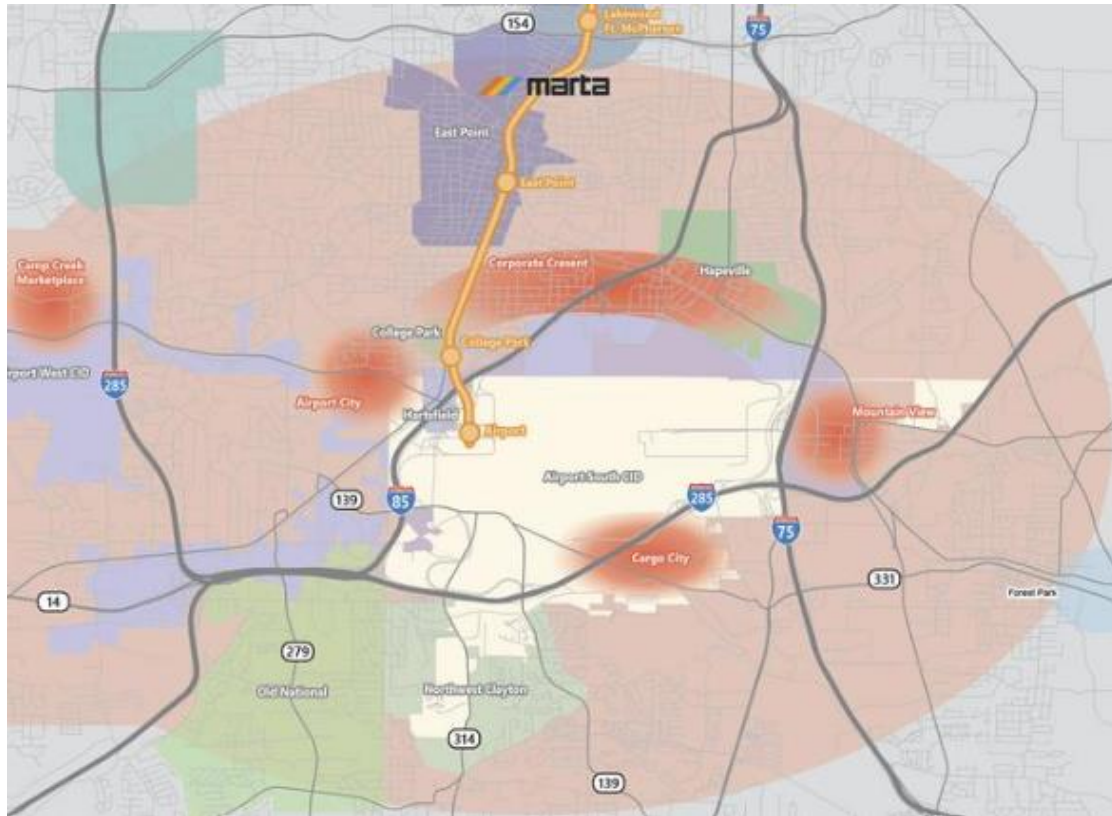 Lakewood
Ft. McPherson
154
75
marta
East Point
East Point
Camp Creek
Marketplace
Corporate Cresent
Hapeville
College Park
College Park
Airport West CID
285
Airport City
Hartsfield
Airport
Mountain View
Airport South CID
139
85
285
75
Cargo City
14
331
Forest Park
279
Old National
Northwest Clayton
314
139